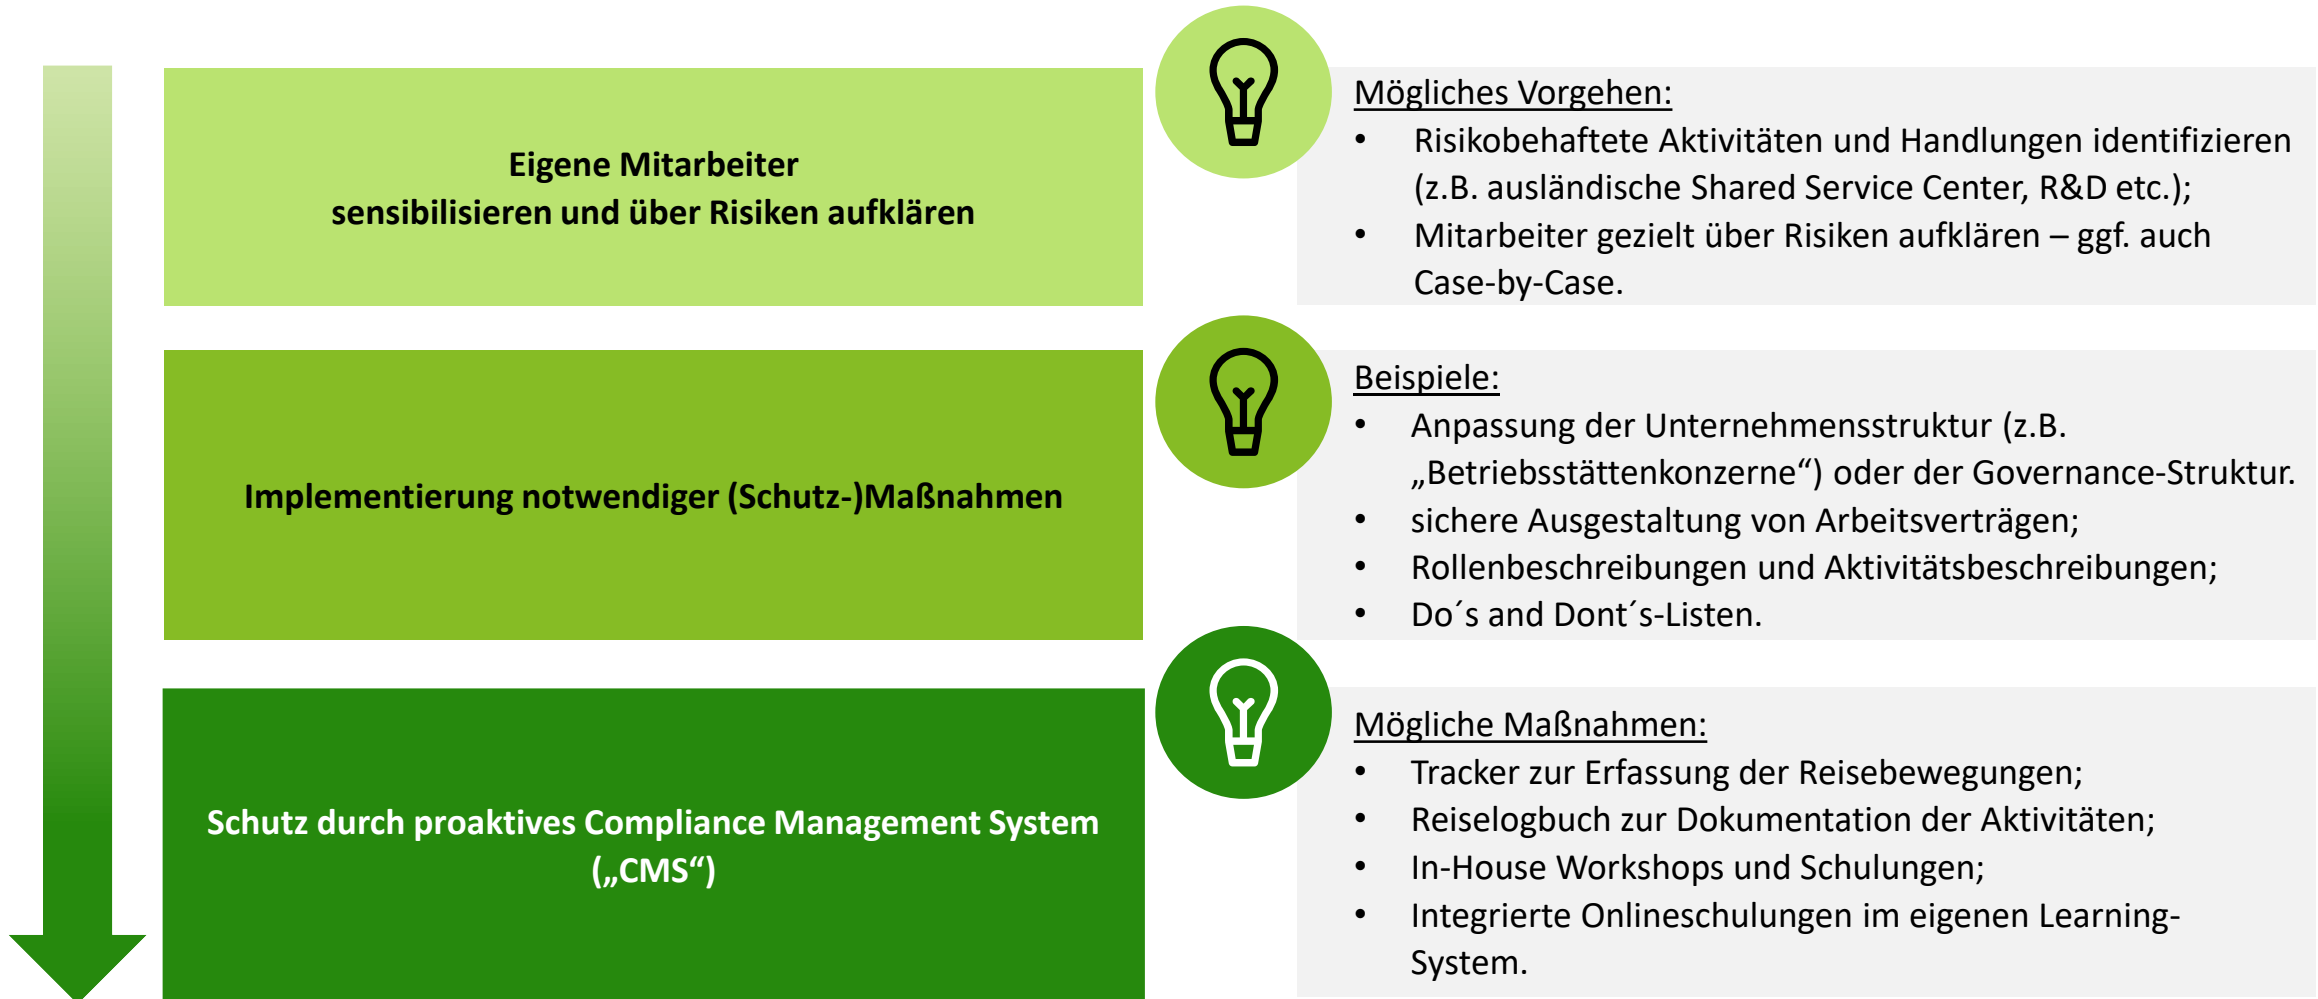 Eigene Mitarbeiter
sensibilisieren und über Risiken aufklären
Mögliches Vorgehen:
• Risikobehaftete Aktivitäten und Handlungen identifizieren
(z.B. ausländische Shared Service Center, R&D etc.);
• Mitarbeiter gezielt über Risiken aufklären – ggf. auch
Case-by-Case.
Implementierung notwendiger (Schutz-)Maßnahmen
Beispiele:
• Anpassung der Unternehmensstruktur (z.B.
„Betriebsstättenkonzerne“) oder der Governance-Struktur.
• sichere Ausgestaltung von Arbeitsverträgen;
• Rollenbeschreibungen und Aktivitätsbeschreibungen;
• Do´s and Dont´s-Listen.
Schutz durch proaktives Compliance Management System
(„CMS“)
Mögliche Maßnahmen:
• Tracker zur Erfassung der Reisebewegungen;
• Reiselogbuch zur Dokumentation der Aktivitäten;
• In-House Workshops und Schulungen;
• Integrierte Onlineschulungen im eigenen Learning-
System.